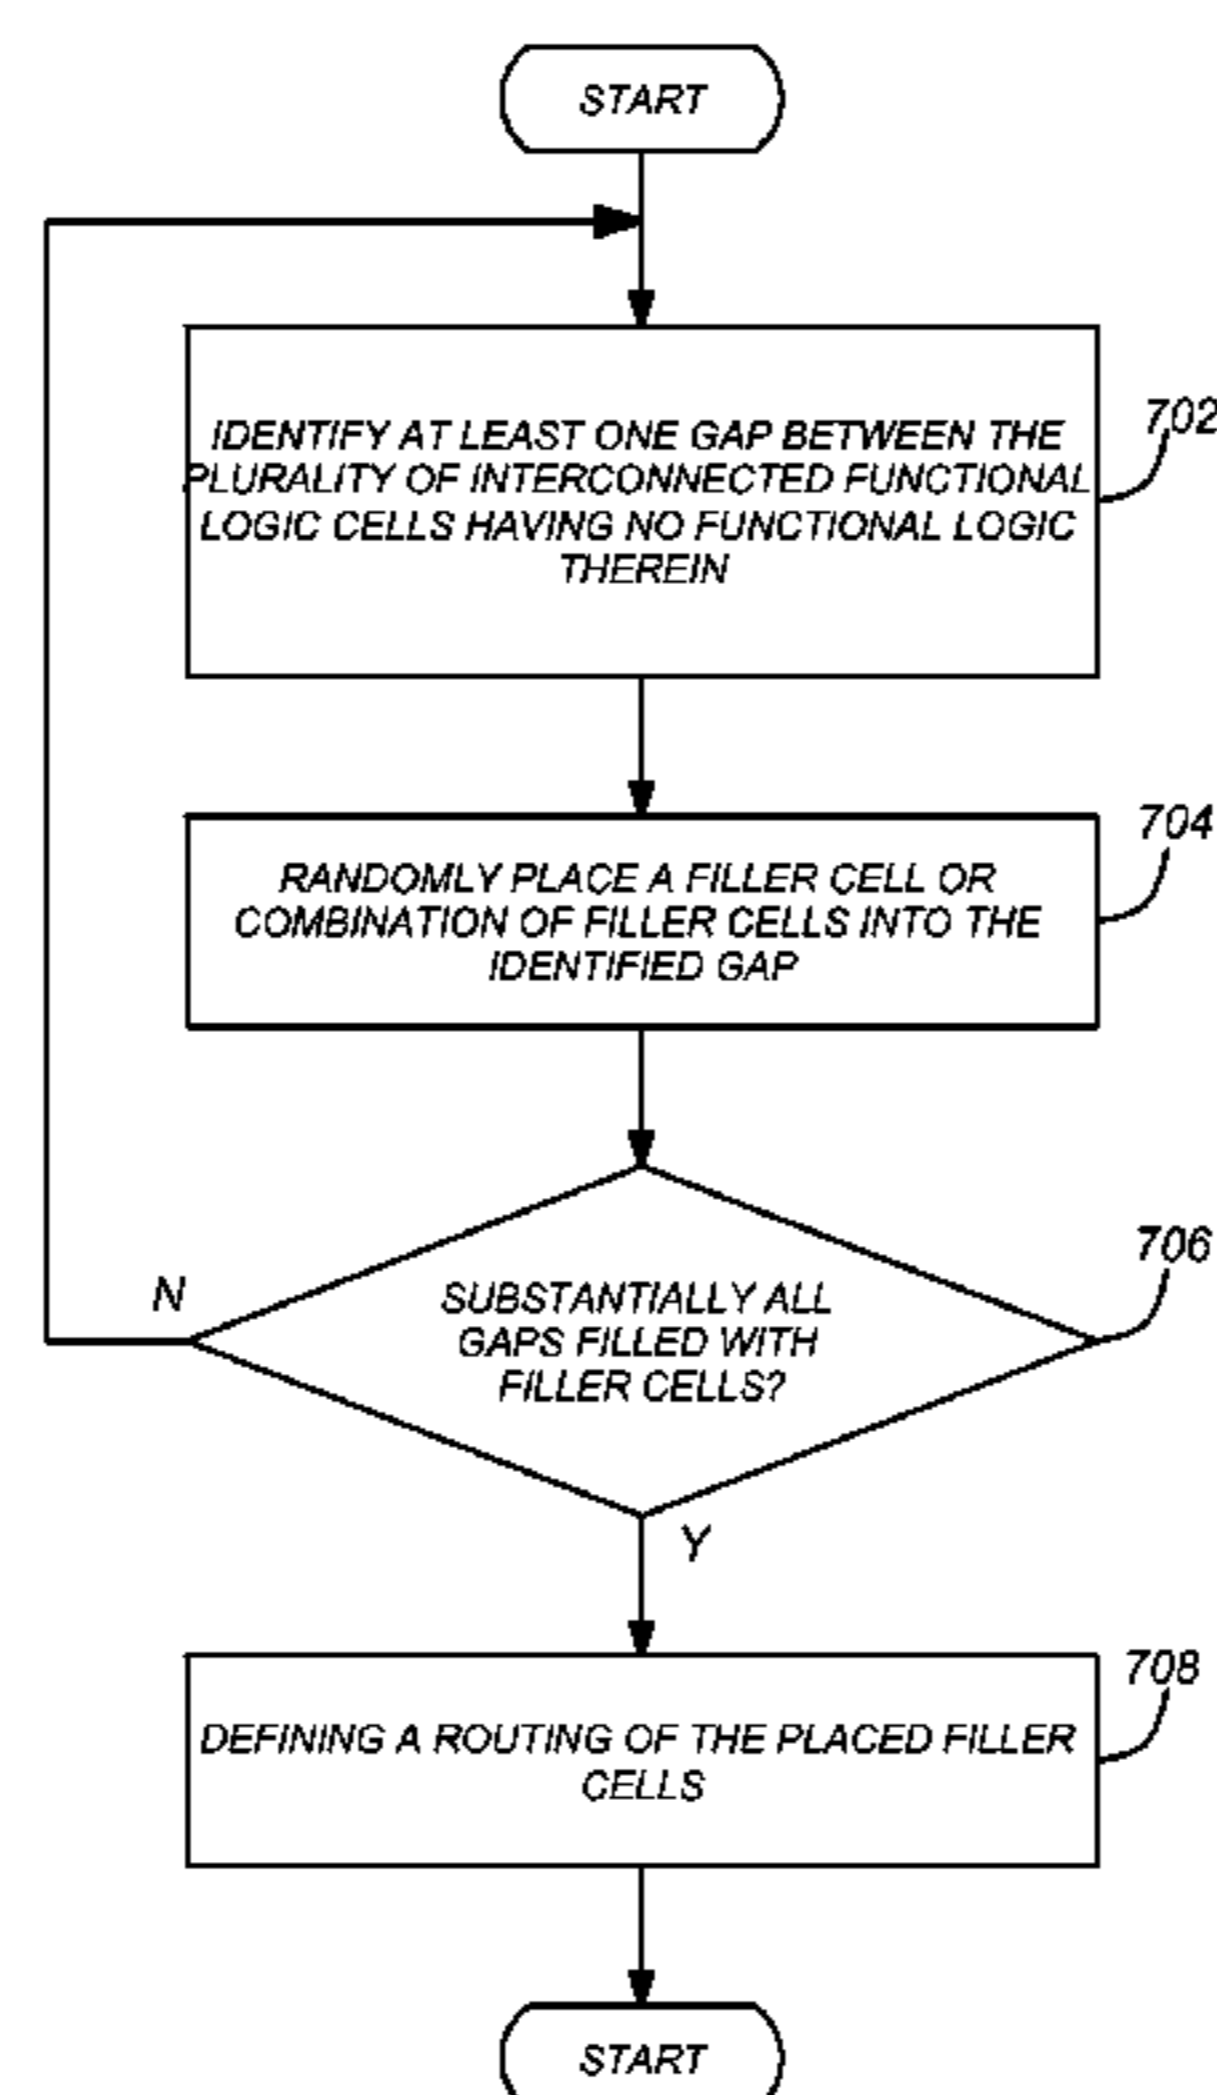 START
IDENTIFY AT LEAST ONE GAP BETWEEN THE
PLURALITY OF INTERCONNECTED FUNCTIONAL
LOGIC CELLS HAVING NO FUNCTIONAL LOGIC
THEREIN
702
RANDOMLY PLACE A FILLER CELL OR
COMBINATION OF FILLER CELLS INTO THE
IDENTIFIED GAP
704
N
SUBSTANTIALLY ALL
GAPS FILLED WITH
FILLER CELLS?
706
Y
DEFINING A ROUTING OF THE PLACED FILLER
CELLS
708
START